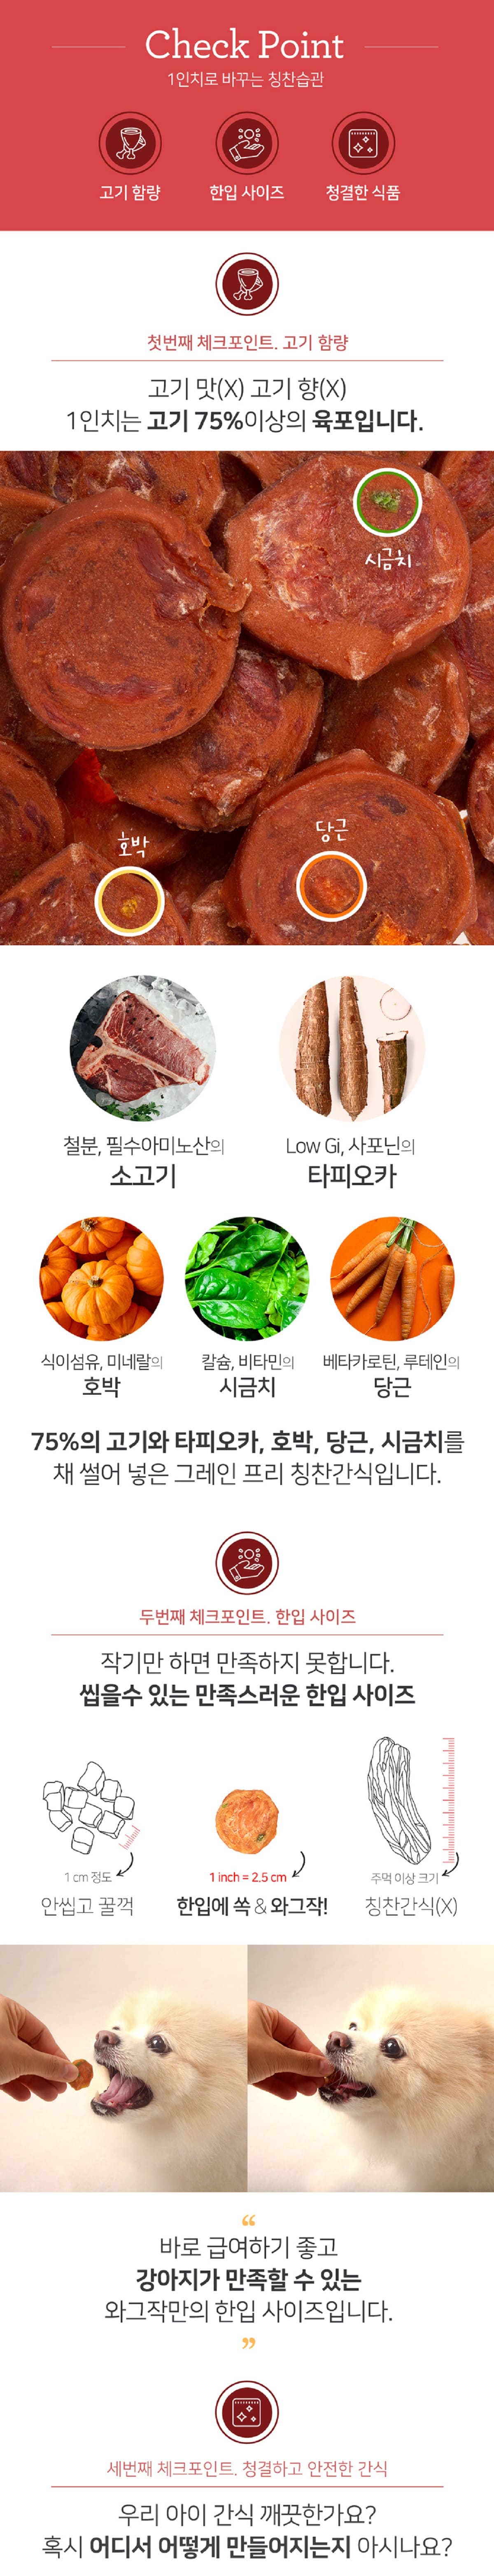 Check Point
1인치로 바꾸는 칭찬습관
고기 함량
한입 사이즈
청결한 식품
첫번째 체크포인트. 고기 함량
고기 맛(X) 고기 향(X)
1인치는 고기 75%이상의 육포입니다.
시금치
당근
호박
철분, 필수아미노산의
소고기
Low Gi, 사포닌의
타피오카
식이섬유, 미네랄의
호박
칼슘, 비타민의
시금치
베타카로틴, 루테인의
당근
75%의 고기와 타피오카, 호박, 당근, 시금치를
채 썰어 넣은 그레인 프리 칭찬간식입니다.
두번째 체크포인트. 한입 사이즈
작기만 하면 만족하지 못합니다.
씹을수 있는 만족스러운 한입 사이즈
1 cm 정도
안씹고 꿀꺽
1 inch = 2.5 cm
한입에 쏙 & 와그작!
주먹 이상 크기
칭찬간식(X)
“
바로 급여하기 좋고
강아지가 만족할 수 있는
와그작만의 한입 사이즈입니다.
”
세번째 체크포인트. 청결하고 안전한 간식
우리 아이 간식 깨끗한가요?
혹시 어디서 어떻게 만들어지는지 아시나요?